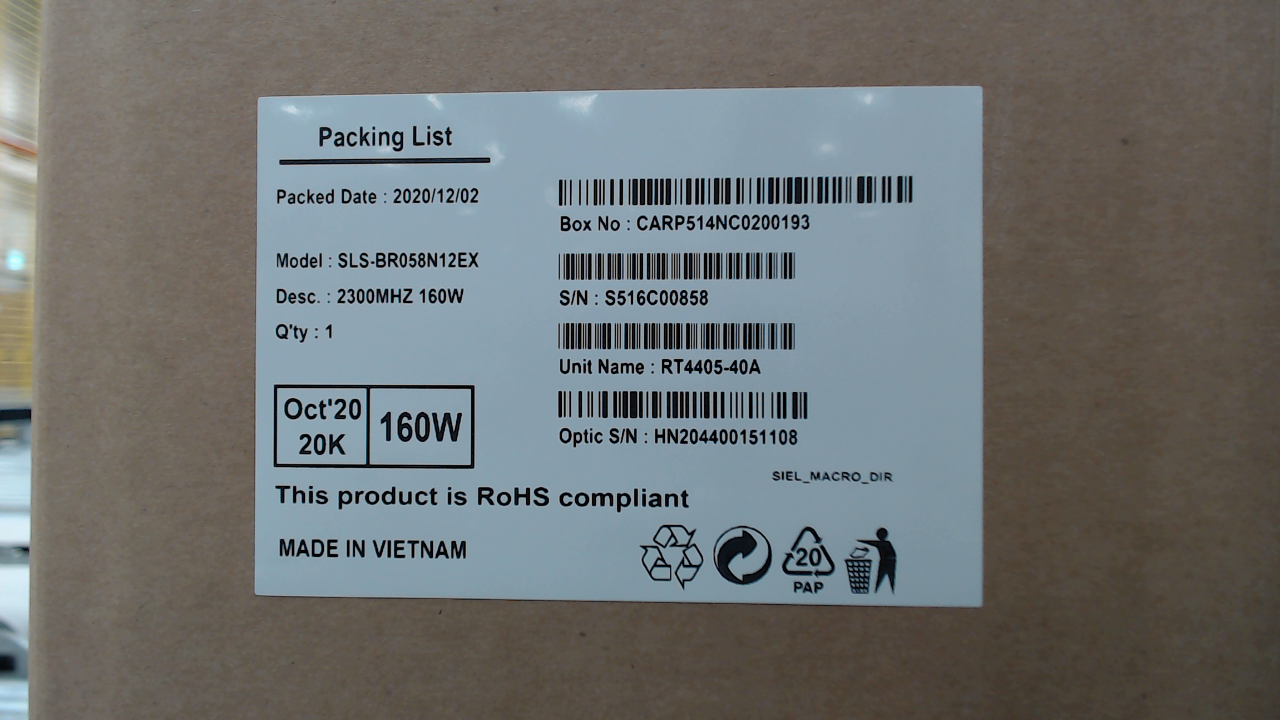 Packing List
Packed Date : 2020/12/02
Box No : CARP514NC0200193
Model : SLS-BR058N12EX
Desc. : 2300MHZ 160W
S/N : S516C00858
Q'ty : 1
Unit Name : RT4405-40A
Oct'20
20K
160W
Optic S/N : HN204400151108
SIEL_MACRO_DIR
This product is RoHS compliant
MADE IN VIETNAM
20
PAP